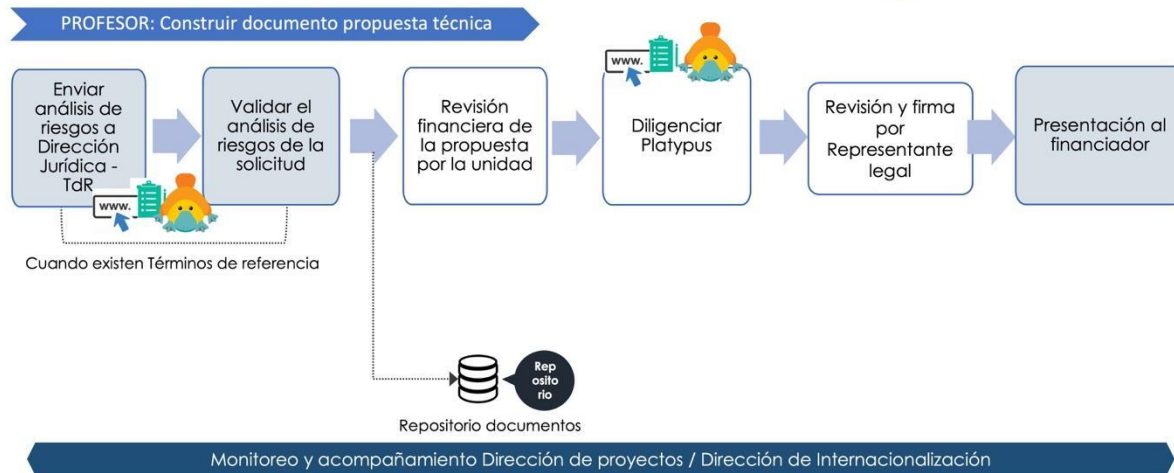 PROFESOR: Construir documento propuesta técnica
Enviar
análisis de
riesgos a
Dirección
Jurídica -
TdR
www.
Validar el
análisis de
riesgos de la
solicitud
Revisión
financiera de
la propuesta
por la unidad
www.
Diligenciar
Platypus
Revisión y firma
por
Representante
legal
Presentación al
financiador
Cuando existen Términos de referencia
Rep
osito
rio
Repositorio documentos
Monitoreo y acompañamiento Dirección de proyectos / Dirección de Internacionalización